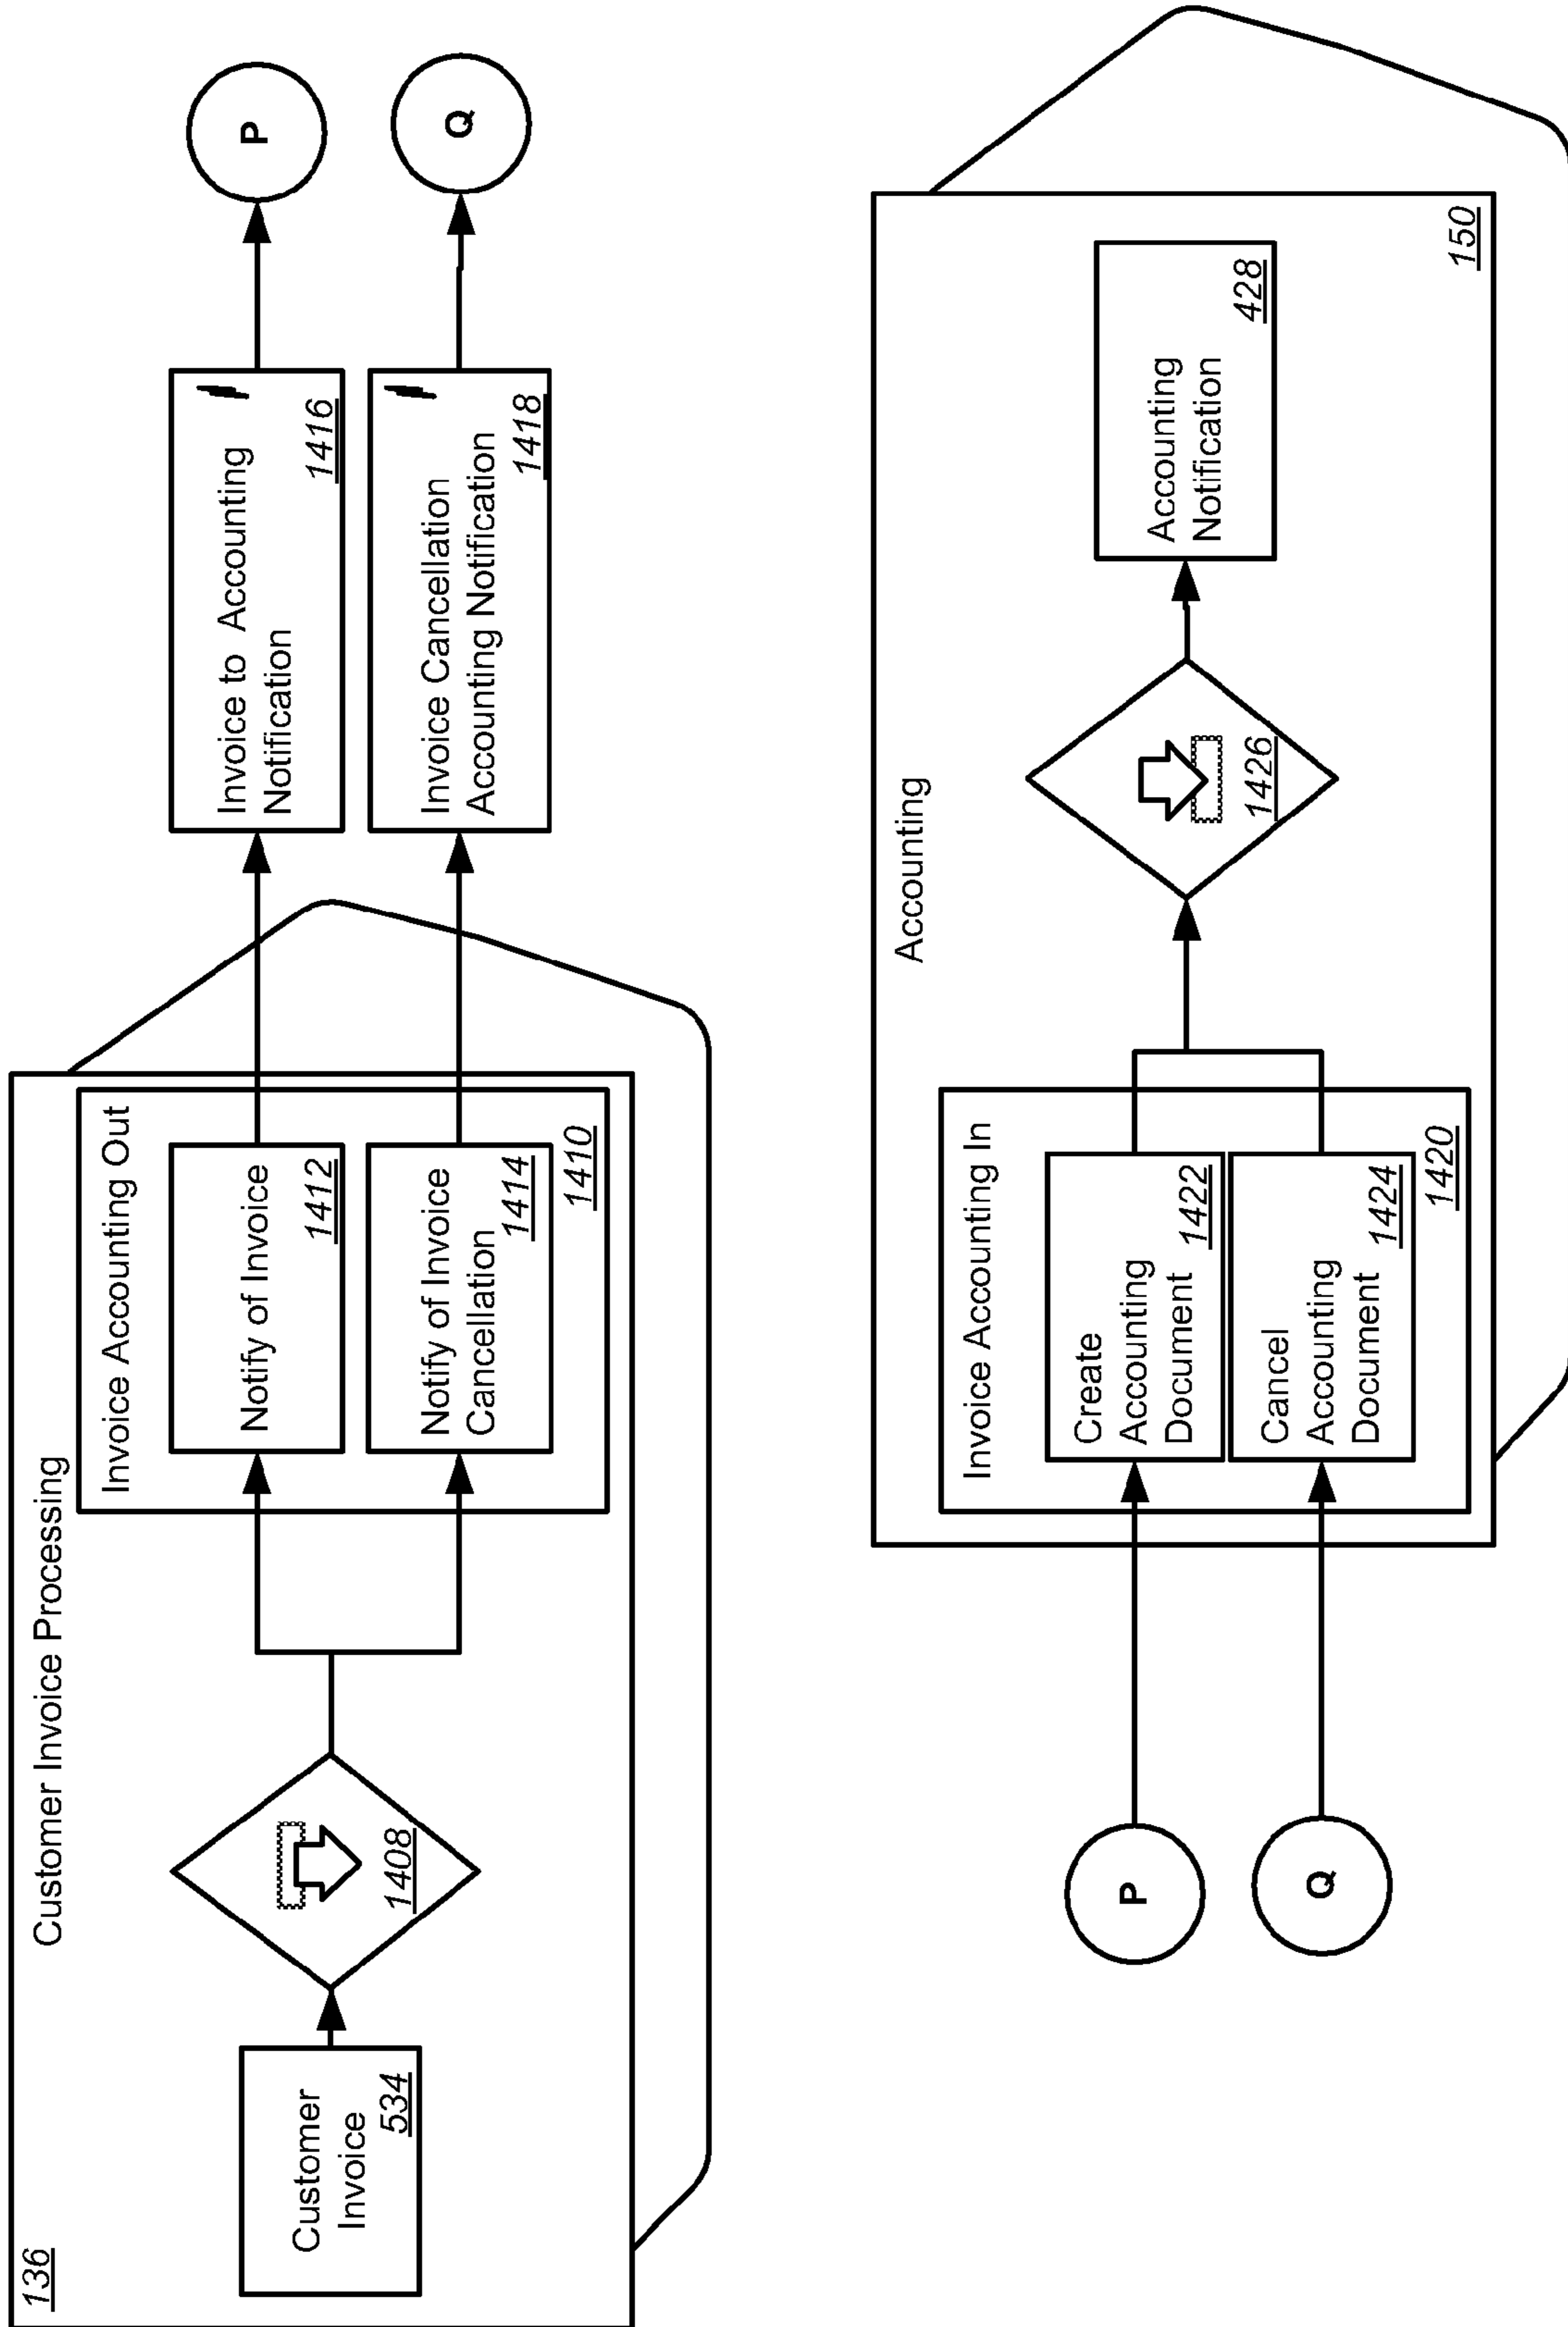 136
Customer Invoice Processing
Customer
Invoice
534
1408
Invoice Accounting Out
Notify of Invoice
1412
Notify of Invoice
Cancellation
1414
1410
Invoice to Accounting
Notification
1416
Invoice Cancellation
Accounting Notification
1418
P
Q
P
Q
Accounting
Invoice Accounting In
Create
Accounting
Document
1422
Cancel
Accounting
Document
1424
1420
1426
Accounting
Notification
428
150